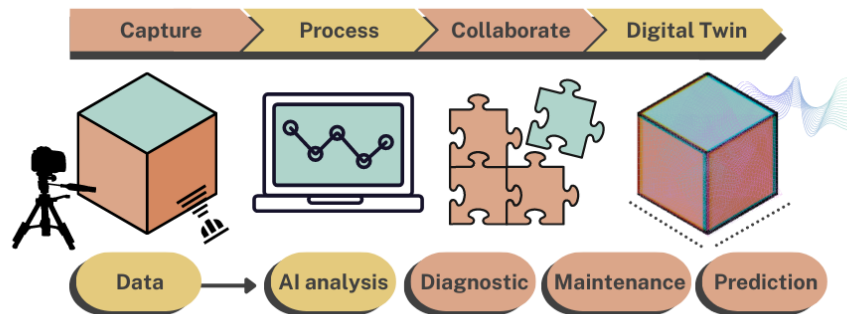 Capture
Process
Collaborate
Digital Twin
Data
AI analysis
Diagnostic
Maintenance
Prediction